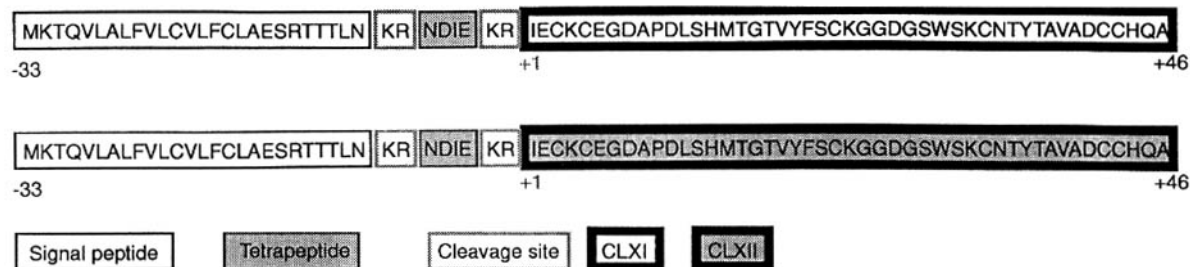 MKTQVLALFVLCVLFCLAESRTTTLN KR NDIE KR IECKCEGDAPDLSHMTGTVYFSCKGGDGSWSKCNTYTAVADCCHQA
-33 +1 +46
MKTQVLALFVLCVLFCLAESRTTTLN KR NDIE KR IECKCEGDAPDLSHMTGTVYFSCKGGDGSWSKCNTYTAVADCCHQA
-33 +1 +46
Signal peptide Tetrapeptide Cleavage site CLXI CLXII